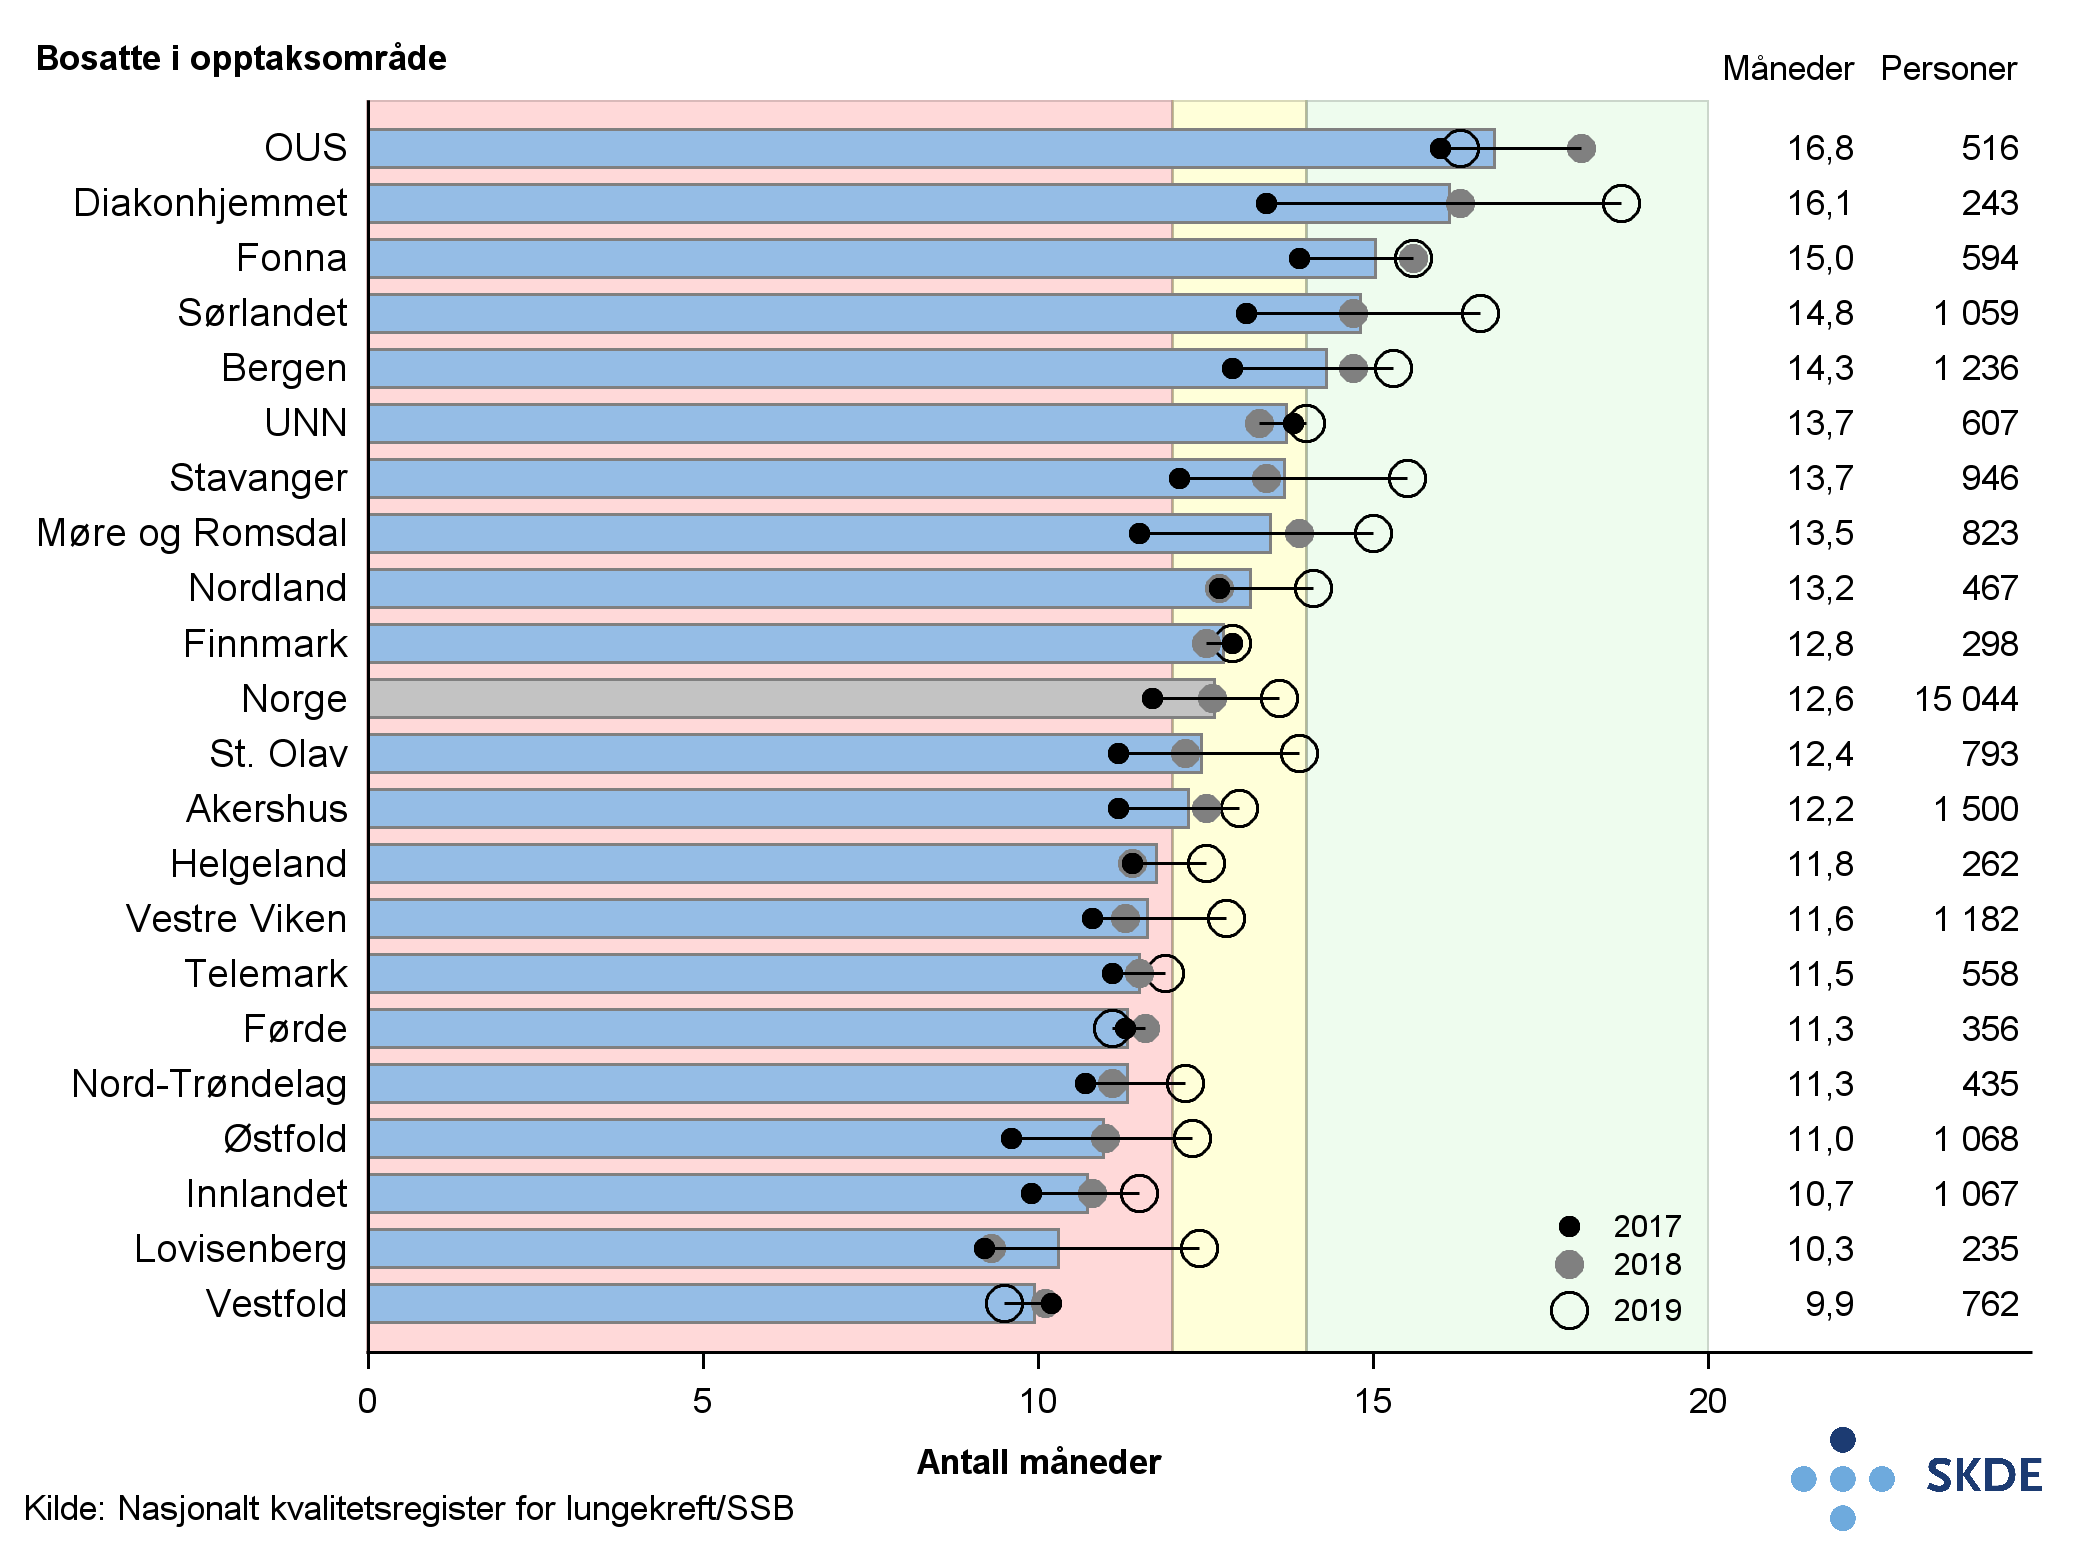 Bosatte i opptaksområde
Måneder Personer
OUS 16,8 516
Diakonhjemmet 16,1 243
Fonna 15,0 594
Sørlandet 14,8 1 059
Bergen 14,3 1 236
UNN 13,7 607
Stavanger 13,7 946
Møre og Romsdal 13,5 823
Nordland 13,2 467
Finnmark 12,8 298
Norge 12,6 15 044
St. Olav 12,4 793
Akershus 12,2 1 500
Helgeland 11,8 262
Vestre Viken 11,6 1 182
Telemark 11,5 558
Førde 11,3 356
Nord-Trøndelag 11,3 435
Østfold 11,0 1 068
Innlandet 10,7 1 067
Lovisenberg 10,3 235
Vestfold 9,9 762
2017
2018
2019
0 5 10 15 20
Antall måneder
SKDE
Kilde: Nasjonalt kvalitetsregister for lungekreft/SSB